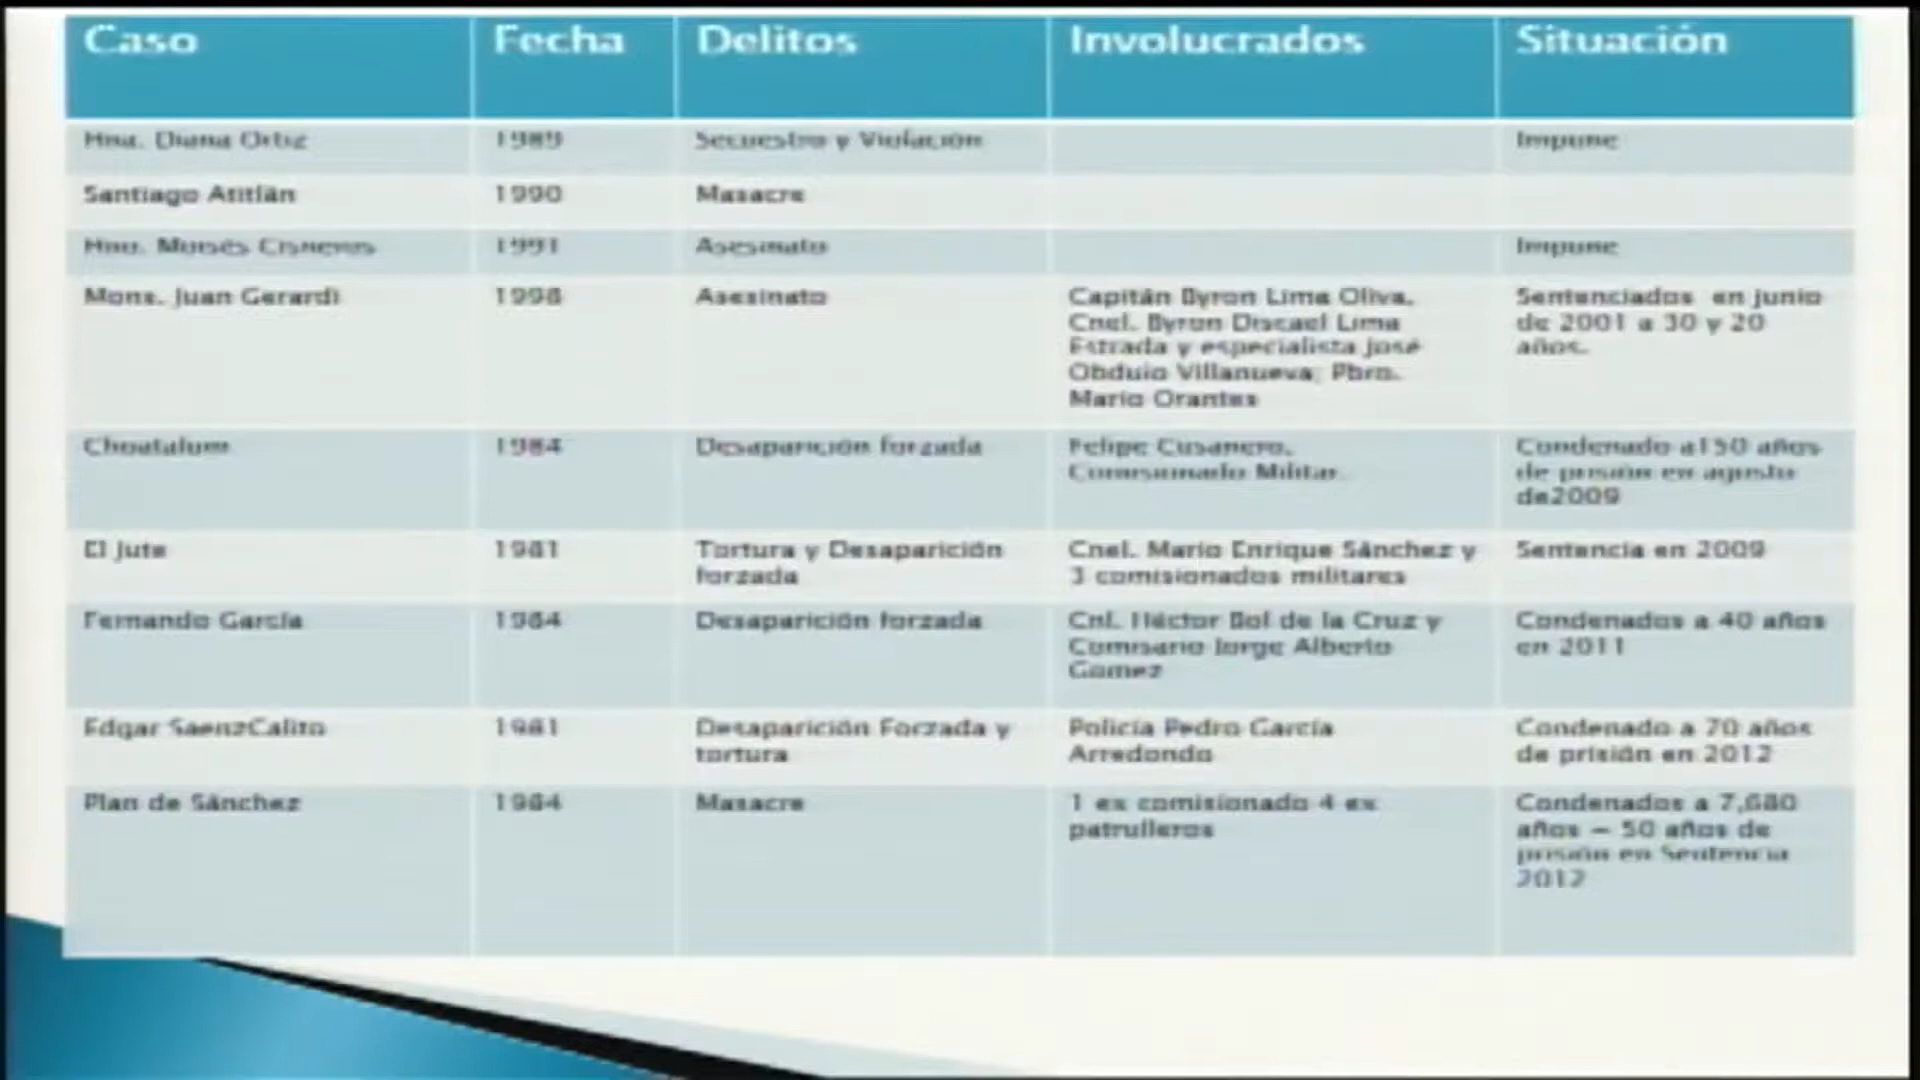 Caso Fecha Delitos Involucrados Situación
Hna. Diana Ortiz 1989 Secuestro y Violación Impune
Santiago Atitlán 1990 Masacre
Hno. Moisés Cisneros 1991 Asesinato Impune
Mons. Juan Gerardi 1998 Asesinato Capitán Byron Lima Oliva, Sentenciados en junio
Cnel. Byron Discael Lima de 2001 a 30 y 20
Estrada y especialista José años.
Obduio Villanueva; Pbro.
Mario Orantes
Choatalum 1984 Desaparición forzada Felipe Cusanero, Condenado a150 años
Comisionado Militar. de prisión en agosto
de2009
El Jute 1981 Tortura y Desaparición Cnel. Mario Enrique Sánchez y Sentencia en 2009
forzada 3 comisionados militares
Fernando García 1984 Desaparición forzada Cnl. Héctor Bol de la Cruz y Condenados a 40 años
Comisario Jorge Alberto en 2011
Gomez
Edgar SaenzCalito 1981 Desaparición Forzada y Policía Pedro García Condenado a 70 años
tortura Arredondo de prisión en 2012
Plan de Sánchez 1984 Masacre 1 ex comisionado 4 ex Condenados a 7,680
patrulleros años – 50 años de
prisión en Sentencia
2012